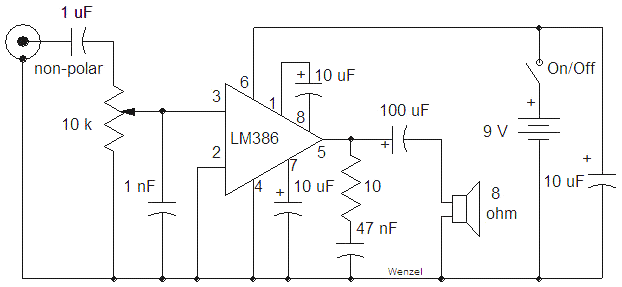 1 uF
non-polar
10 k
1 nF
3
2
6
1
8
LM386
5
7
4
+
10 uF
+
10 uF
100 uF
+
10
47 nF
8
ohm
On/Off
+
9 V
+
10 uF
Wenzel